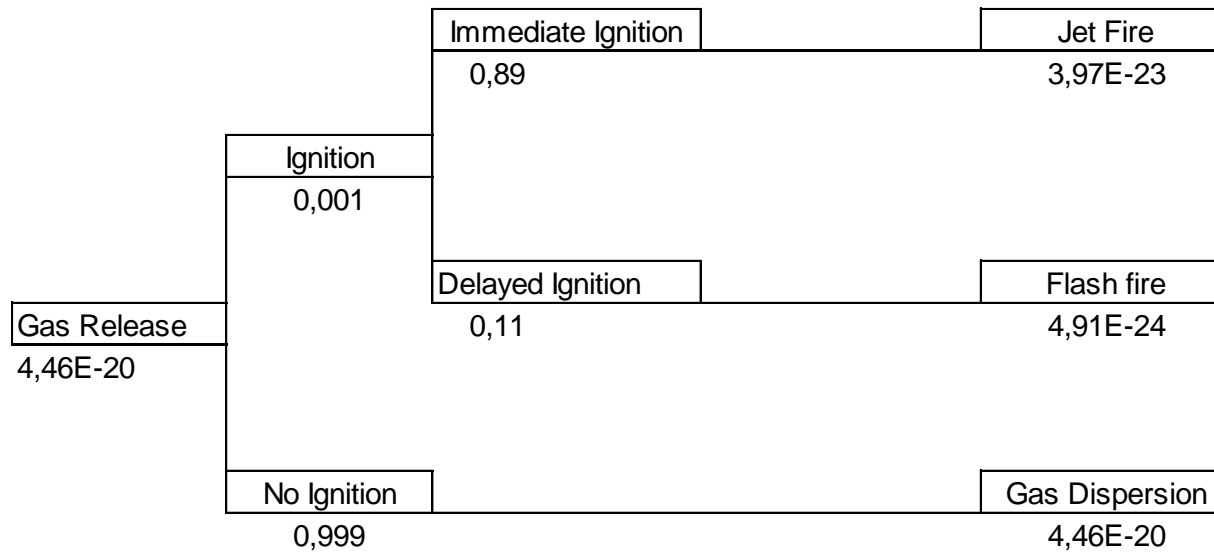 Immediate Ignition
Jet Fire
0,89
3,97E-23
Ignition
0,001
Delayed Ignition
Flash fire
0,11
4,91E-24
Gas Release
4,46E-20
No Ignition
Gas Dispersion
0,999
4,46E-20